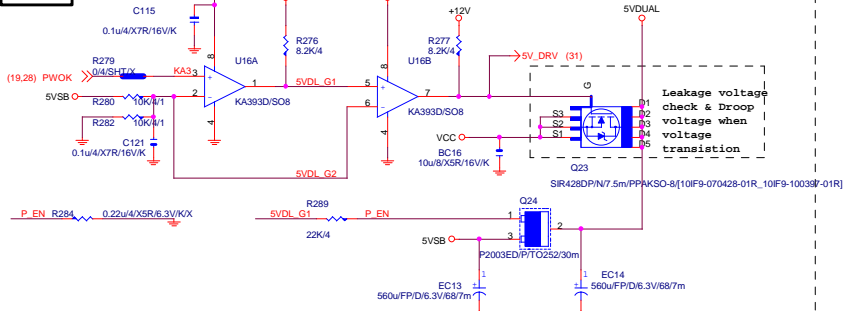 C115
0.1u/4/X7R/16V/K
R276
8.2K/4
+12V
R277
8.2K/4
5VDUAL
5V_DRV (31)
U16A
U16B
R279
0/4/SHT/X
(19,28) PWOK
KA3
3
+
8
1
5VDL_G1
5
+
8
7
5VSB
R280
10K/4/1
2
-
KA393D/SO8
6
-
KA393D/SO8
R282
10K/4/1
4
4
C121
0.1u/4/X7R/16V/K
5VDL_G2
G
Leakage voltage
check & Droop
voltage when
voltage
transistion
S3
S2
S1
D1
D2
D3
D4
D5
VCC
BC16
10u/8/X5R/16V/K
Q23
SIR428DP/N/7.5m/PPAKSO-8/[10IF9-070428-01R_10IF9-100397-01R]
P_EN
R284
0.22u/4/X5R/6.3V/K/X
5VDL_G1
R289
22K/4
P_EN
Q24
1
2
3
5VSB
P2003ED/P/TO252/30m
EC13
560u/FP/D/6.3V/68/7m
1
+
EC14
560u/FP/D/6.3V/68/7m
1
+